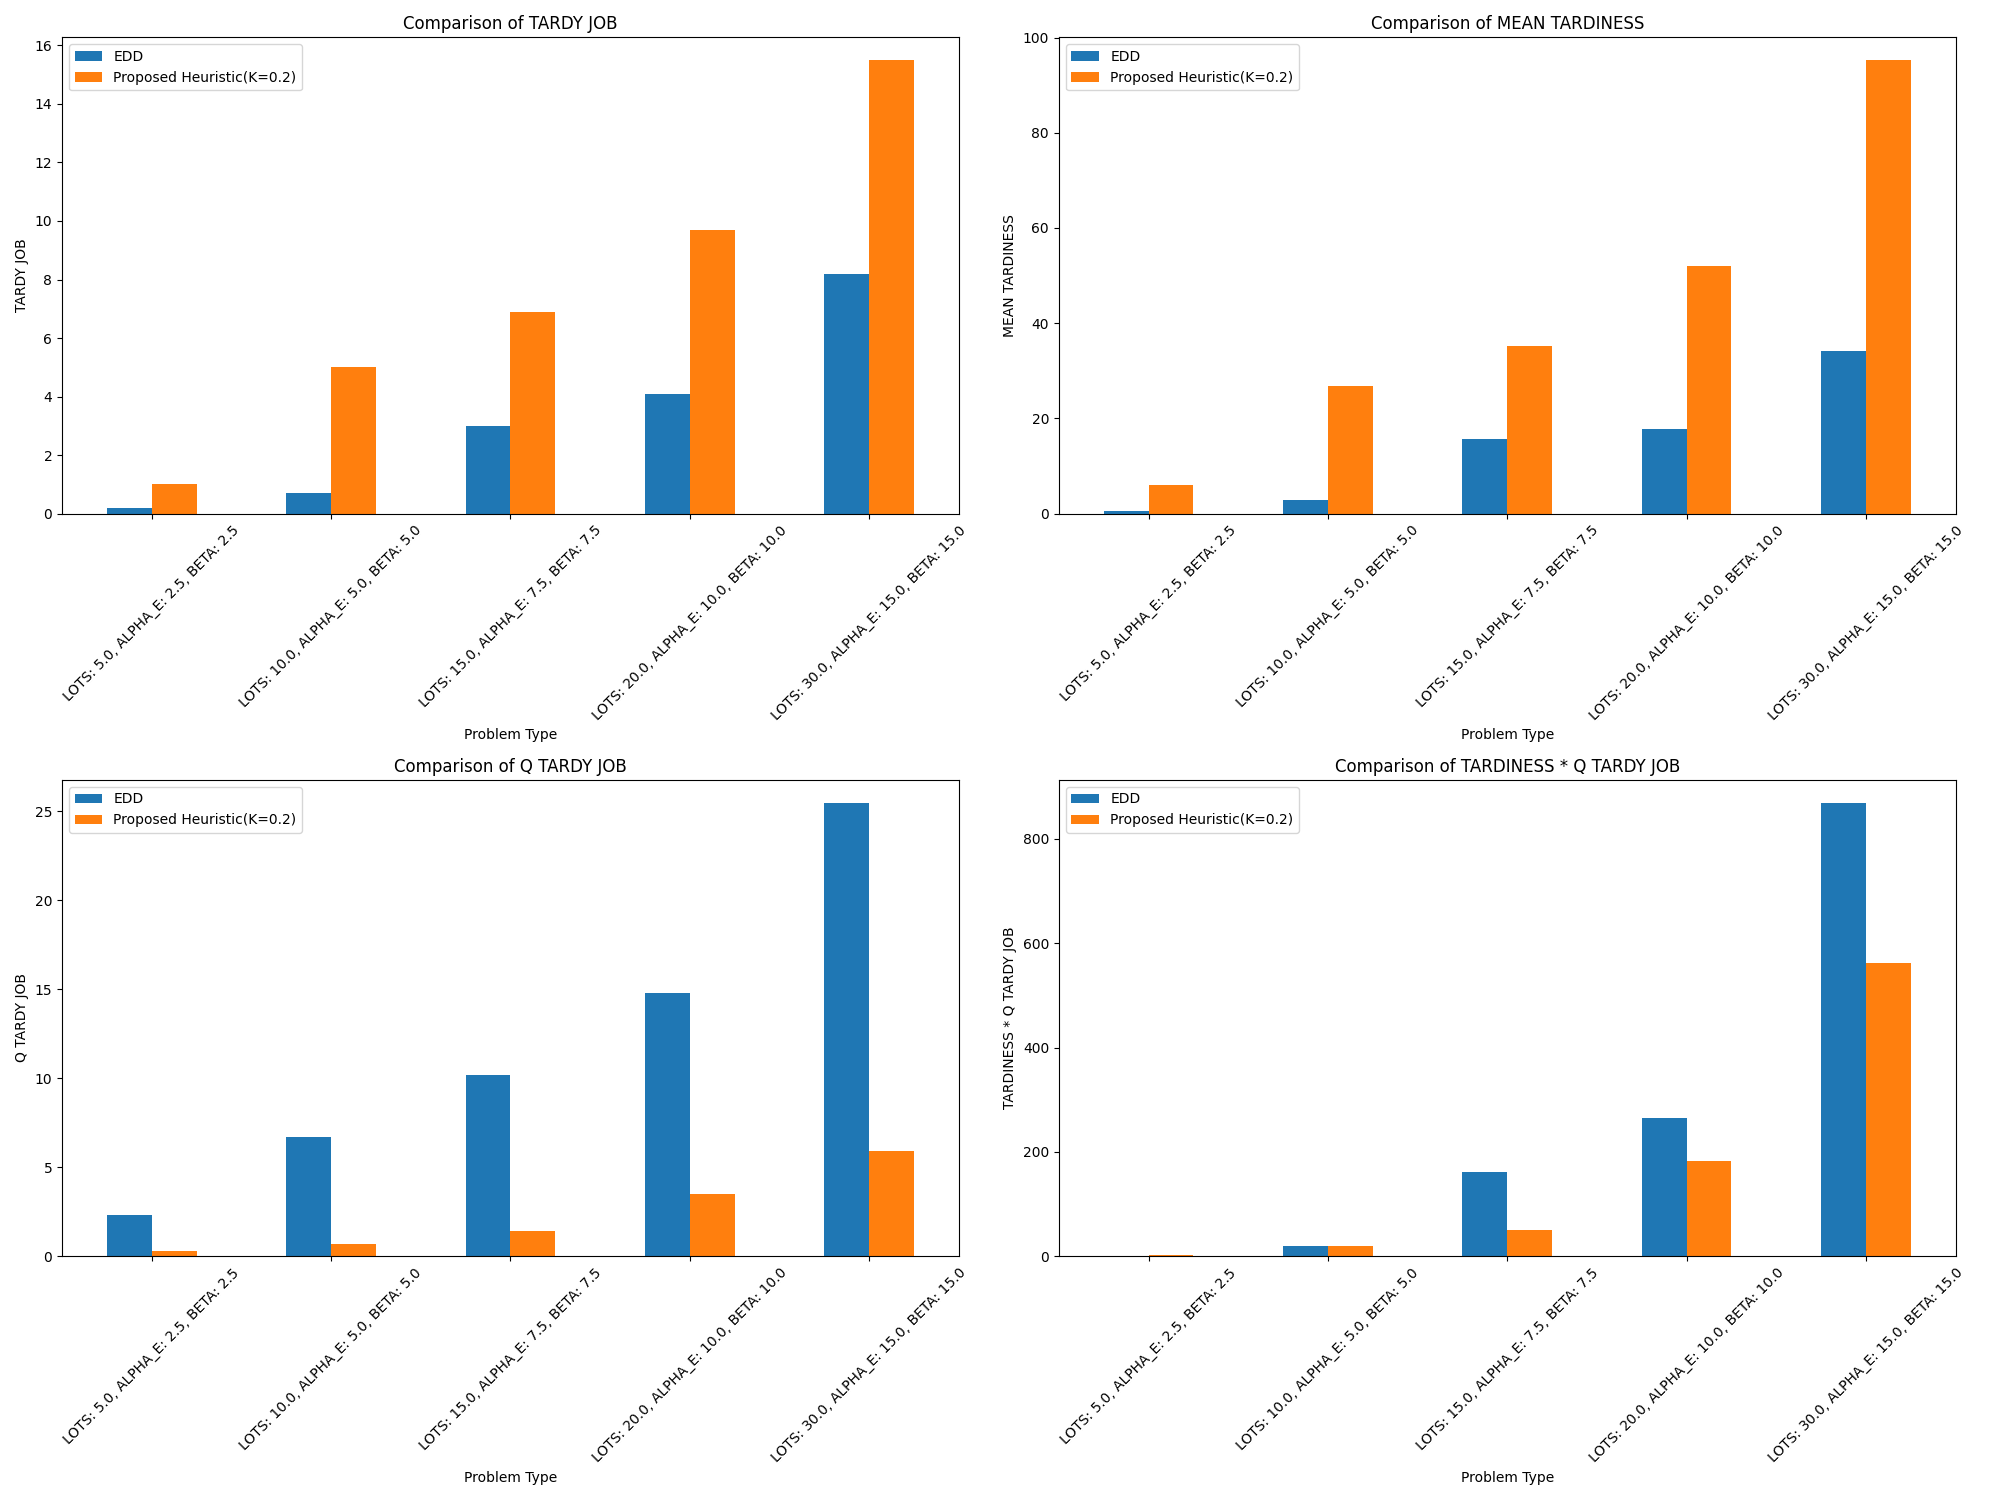 Comparison of TARDY JOB
EDD
Proposed Heuristic(K=0.2)
TARDY JOB
16
14
12
10
8
6
4
2
0
LOTS: 5.0, ALPHA_E: 2.5, BETA: 2.5
LOTS: 10.0, ALPHA_E: 5.0, BETA: 5.0
LOTS: 15.0, ALPHA_E: 7.5, BETA: 7.5
LOTS: 20.0, ALPHA_E: 10.0, BETA: 10.0
LOTS: 30.0, ALPHA_E: 15.0, BETA: 15.0
Problem Type
Comparison of MEAN TARDINESS
EDD
Proposed Heuristic(K=0.2)
MEAN TARDINESS
100
80
60
40
20
0
LOTS: 5.0, ALPHA_E: 2.5, BETA: 2.5
LOTS: 10.0, ALPHA_E: 5.0, BETA: 5.0
LOTS: 15.0, ALPHA_E: 7.5, BETA: 7.5
LOTS: 20.0, ALPHA_E: 10.0, BETA: 10.0
LOTS: 30.0, ALPHA_E: 15.0, BETA: 15.0
Problem Type
Comparison of Q TARDY JOB
EDD
Proposed Heuristic(K=0.2)
Q TARDY JOB
25
20
15
10
5
0
LOTS: 5.0, ALPHA_E: 2.5, BETA: 2.5
LOTS: 10.0, ALPHA_E: 5.0, BETA: 5.0
LOTS: 15.0, ALPHA_E: 7.5, BETA: 7.5
LOTS: 20.0, ALPHA_E: 10.0, BETA: 10.0
LOTS: 30.0, ALPHA_E: 15.0, BETA: 15.0
Problem Type
Comparison of TARDINESS * Q TARDY JOB
EDD
Proposed Heuristic(K=0.2)
TARDINESS * Q TARDY JOB
800
600
400
200
0
LOTS: 5.0, ALPHA_E: 2.5, BETA: 2.5
LOTS: 10.0, ALPHA_E: 5.0, BETA: 5.0
LOTS: 15.0, ALPHA_E: 7.5, BETA: 7.5
LOTS: 20.0, ALPHA_E: 10.0, BETA: 10.0
LOTS: 30.0, ALPHA_E: 15.0, BETA: 15.0
Problem Type